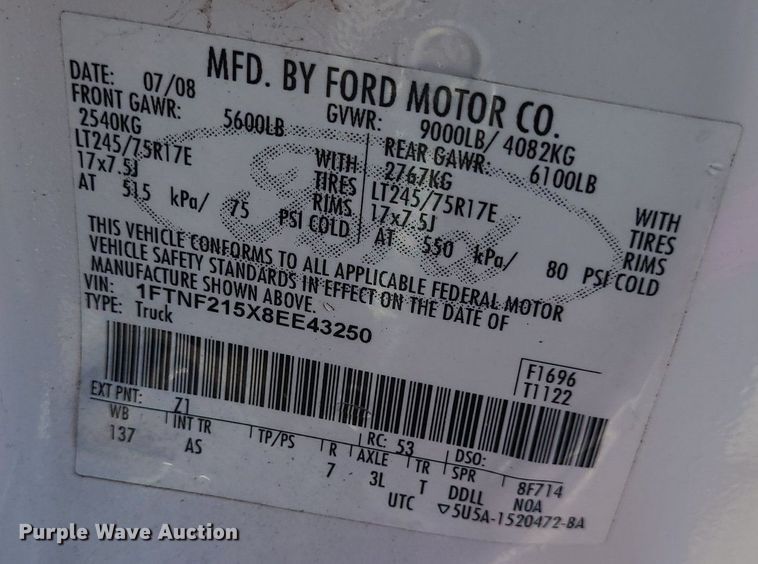 MFD. BY FORD MOTOR CO.
DATE: 07/08 GVWR: 9000LB/ 4082KG
FRONT GAWR: 5600LB REAR GAWR: 6100LB
2540KG WITH 2767KG WITH
LT245/75R17E TIRES LT245/75R17E TIRES
17x7.5J RIMS 17x7.5J RIMS
AT 515 kPa/ 75 PSI COLD AT 550 kPa/ 80 PSI COLD
THIS VEHICLE CONFORMS TO ALL APPLICABLE FEDERAL MOTOR
VEHICLE SAFETY STANDARDS IN EFFECT ON THE DATE OF
MANUFACTURE SHOWN ABOVE.
VIN: 1FTNF215X8EE43250
TYPE: Truck
F1696
T1122
EXT PNT: Z1 RC: 53 DSO:
WB INT TR TP/PS R AXLE TR SPR 8F714
137 AS 7 3L T DDLL N0A
UTC ▽5U5A-1520472-BA
Ford
Purple Wave Auction